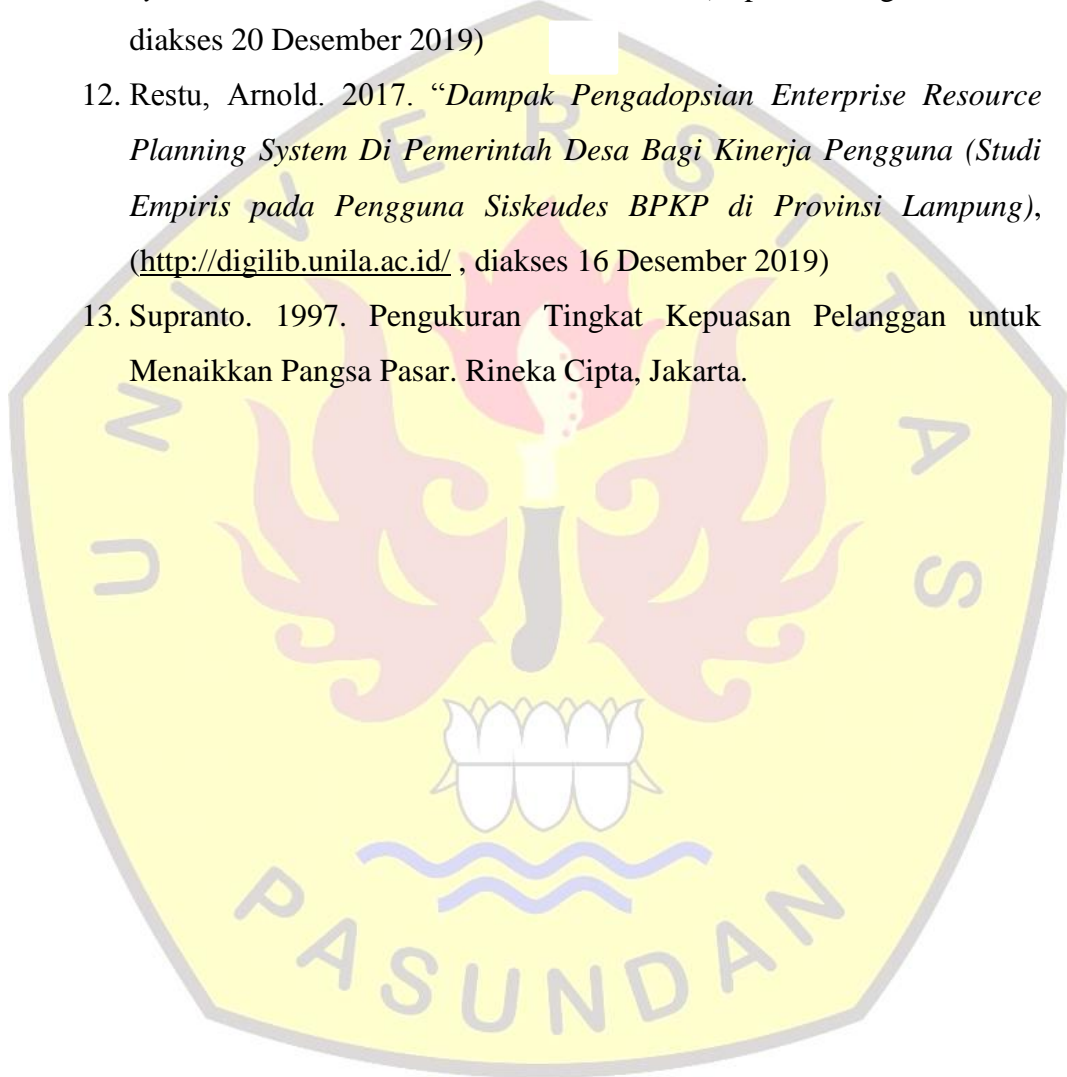 diakses 20 Desember 2019)
12. Restu, Arnold. 2017. “Dampak Pengadopsian Enterprise Resource
Planning System Di Pemerintah Desa Bagi Kinerja Pengguna (Studi
Empiris pada Pengguna Siskeudes BPKP di Provinsi Lampung),
(http://digilib.unila.ac.id/ , diakses 16 Desember 2019)
13. Supranto. 1997. Pengukuran Tingkat Kepuasan Pelanggan untuk
Menaikkan Pangsa Pasar. Rineka Cipta, Jakarta.
UNIVERSITAS
PASUNDAN